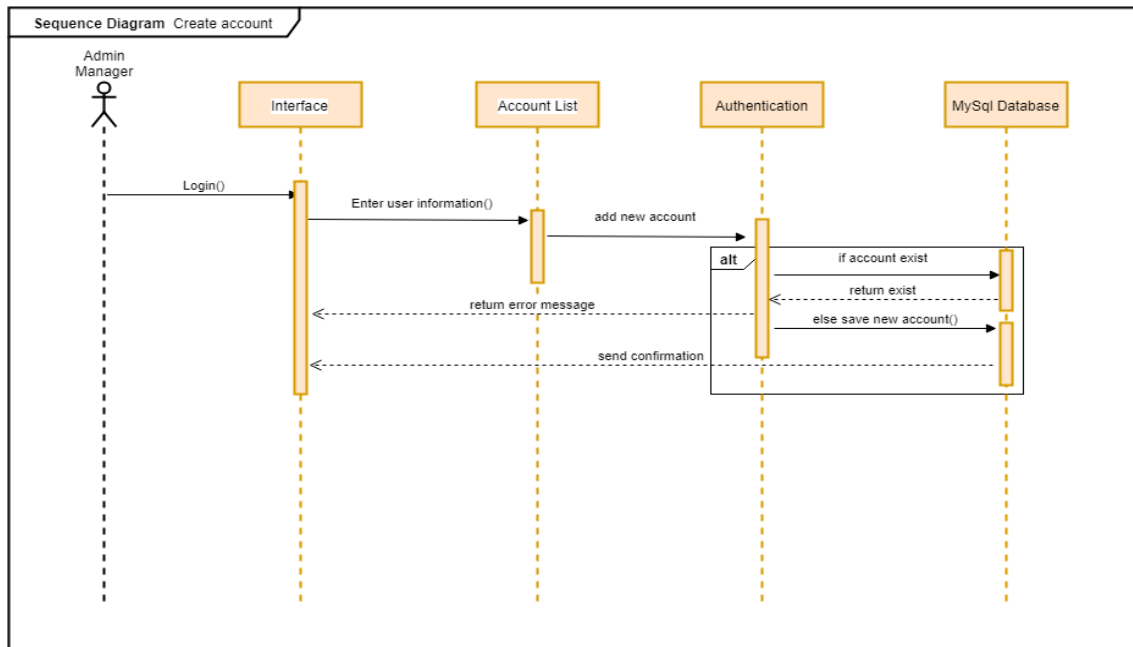 Sequence Diagram Create account
Admin
Manager
Interface
Account List
Authentication
MySql Database
Login()
Enter user information()
add new account
alt
if account exist
return exist
return error message
else save new account()
send confirmation